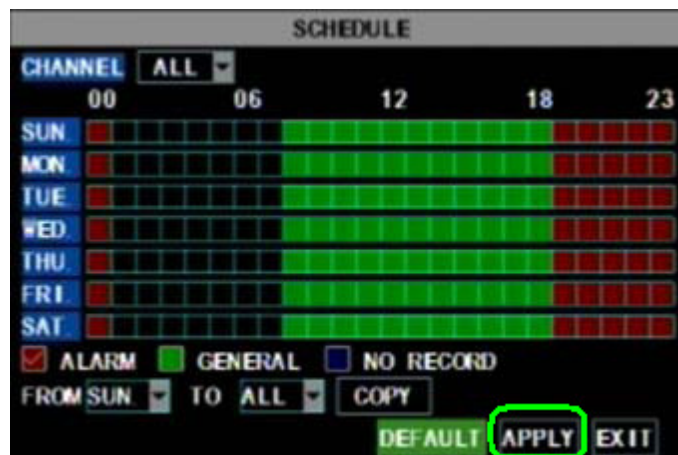 SCHEDULE
CHANNEL ALL
00 06 12 18 23
SUN.
MON.
TUE.
WED.
THU.
FRI.
SAT.
ALARM GENERAL NO RECORD
FROM SUN. TO ALL COPY
DEFAULT APPLY EXIT